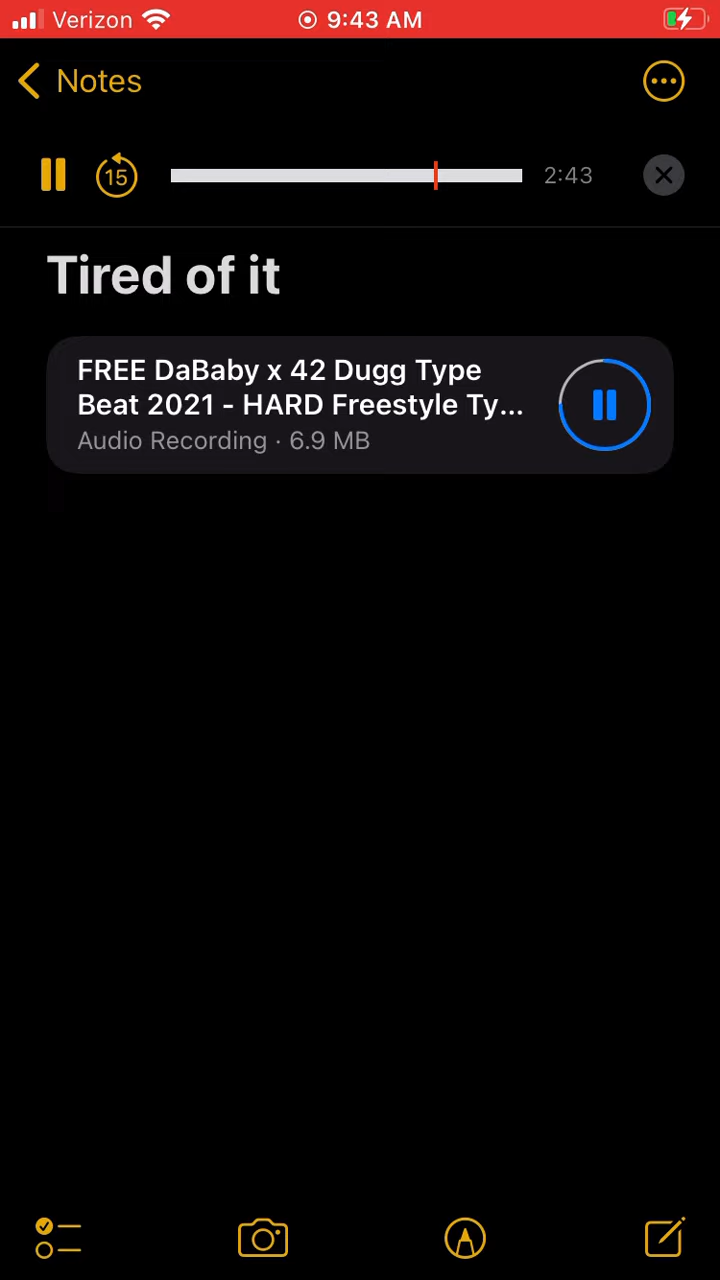 Verizon 9:43 AM
Notes
15 2:43
Tired of it
FREE DaBaby x 42 Dugg Type
Beat 2021 - HARD Freestyle Ty...
Audio Recording · 6.9 MB